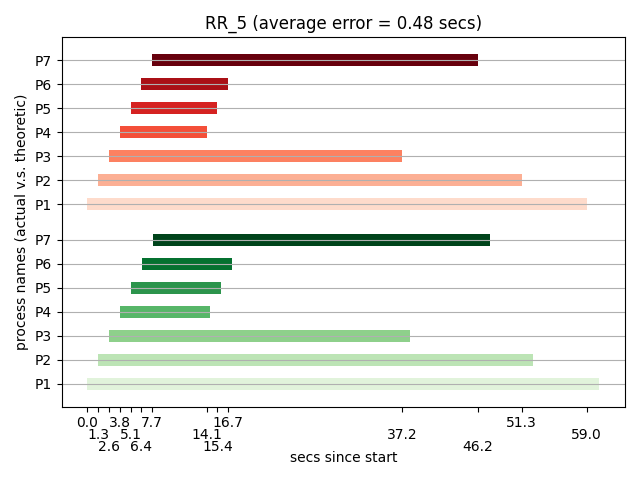 RR_5 (average error = 0.48 secs)
process names (actual v.s. theoretic)
P7
P6
P5
P4
P3
P2
P1
P7
P6
P5
P4
P3
P2
P1
0.0 3.8 7.7 16.7 37.2 51.3 59.0
1.3 5.1 14.1
2.6 6.4 15.4 46.2
secs since start